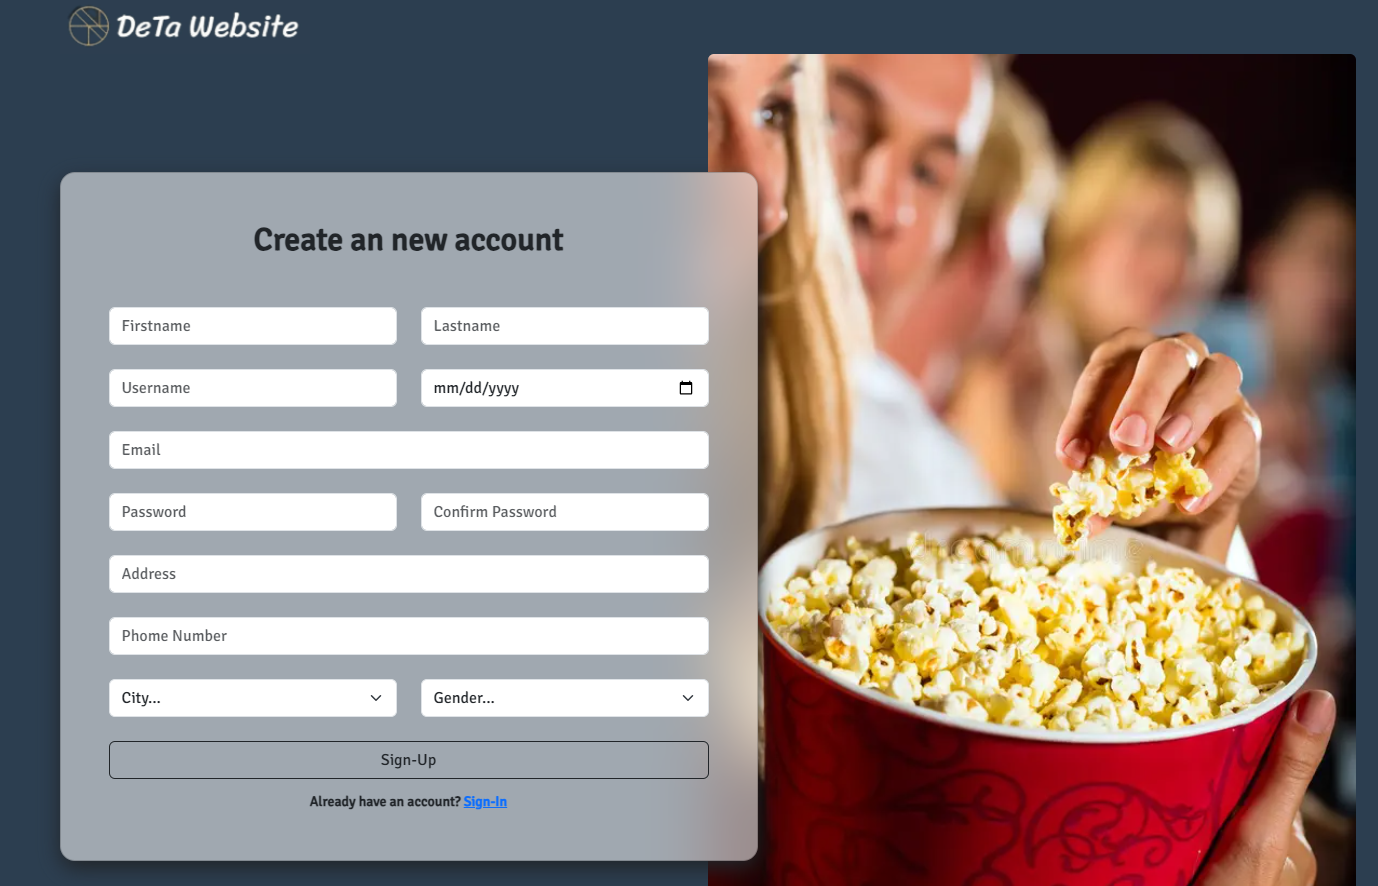 DeTa Website
Create an new account
Firstname
Lastname
Username
mm/dd/yyyy
Email
Password
Confirm Password
Address
Phone Number
City...
Gender...
Sign-Up
Already have an account? Sign-In